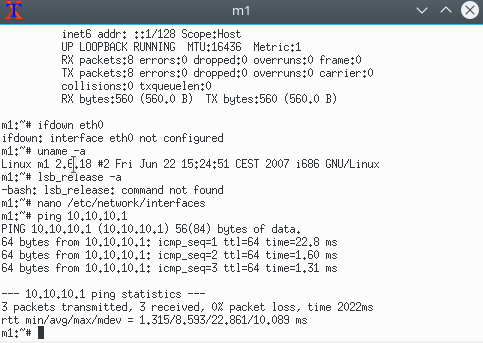 m1
inet6 addr: ::1/128 Scope:Host
UP LOOPBACK RUNNING  MTU:16436  Metric:1
RX packets:8 errors:0 dropped:0 overruns:0 frame:0
TX packets:8 errors:0 dropped:0 overruns:0 carrier:0
collisions:0 txqueuelen:0
RX bytes:560 (560.0 B)  TX bytes:560 (560.0 B)
m1:~# ifdown eth0
ifdown: interface eth0 not configured
m1:~# uname -a
Linux m1 2.6.18 #2 Fri Jun 22 15:24:51 CEST 2007 i686 GNU/Linux
m1:~# lsb_release -a
-bash: lsb_release: command not found
m1:~# nano /etc/network/interfaces
m1:~# ping 10.10.10.1
PING 10.10.10.1 (10.10.10.1) 56(84) bytes of data.
64 bytes from 10.10.10.1: icmp_seq=1 ttl=64 time=22.8 ms
64 bytes from 10.10.10.1: icmp_seq=2 ttl=64 time=1.60 ms
64 bytes from 10.10.10.1: icmp_seq=3 ttl=64 time=1.31 ms
--- 10.10.10.1 ping statistics ---
3 packets transmitted, 3 received, 0% packet loss, time 2022ms
rtt min/avg/max/mdev = 1.315/8.593/22.861/10.089 ms
m1:~#